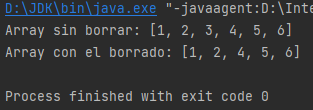 D:\JDK\bin\java.exe "-javaagent:D:\Inte
Array sin borrar: [1, 2, 3, 4, 5, 6]
Array con el borrado: [1, 2, 4, 5, 6]
Process finished with exit code 0